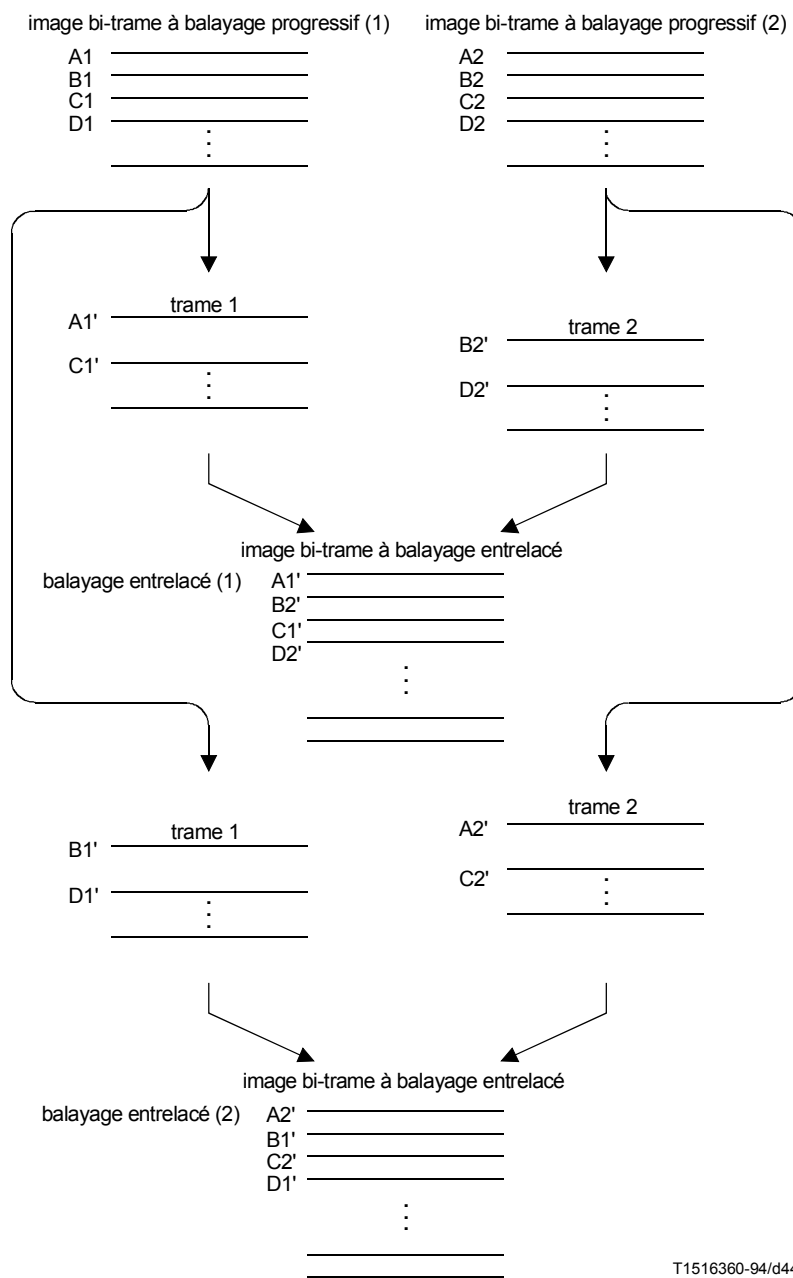 image bi-trame à balayage progressif (1)
image bi-trame à balayage progressif (2)
A1
B1
C1
D1
A2
B2
C2
D2
trame 1
A1'
C1'
trame 2
B2'
D2'
image bi-trame à balayage entrelacé
balayage entrelacé (1)
A1'
B2'
C1'
D2'
trame 1
B1'
D1'
trame 2
A2'
C2'
image bi-trame à balayage entrelacé
balayage entrelacé (2)
A2'
B1'
C2'
D1'
T1516360-94/d44